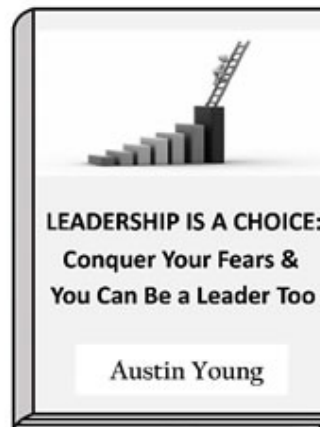 LEADERSHIP IS A CHOICE:
Conquer Your Fears &
You Can Be a Leader Too
Austin Young